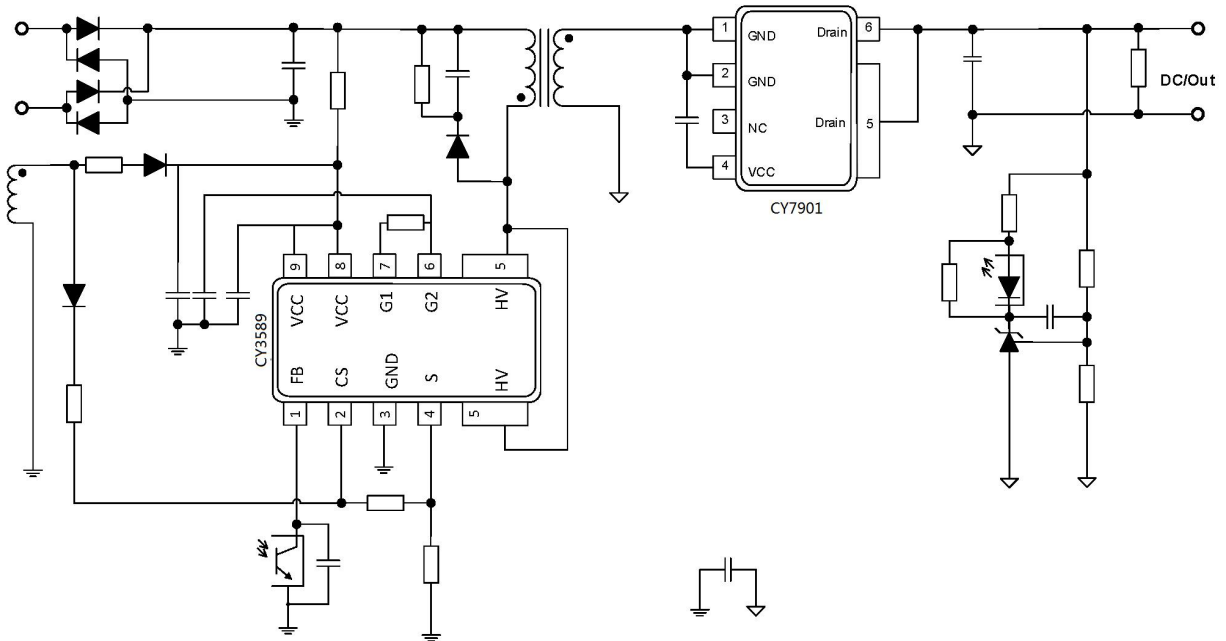 1
GND
Drain
6
2
GND
3
NC
Drain
5
4
VCC
CY7901
DC/Out
9
8
7
6
5
VCC
VCC
G1
G2
HV
CY3589
FB
CS
GND
S
HV
1
2
3
4
5